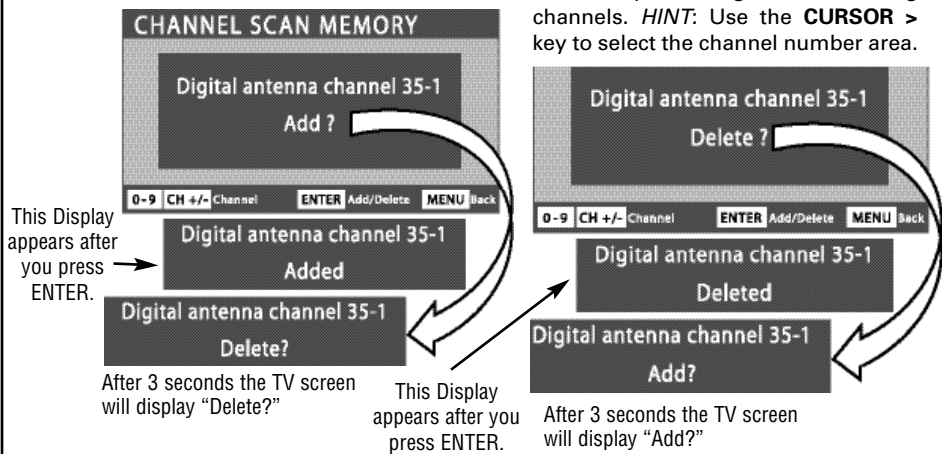 channels. HINT: Use the CURSOR >
key to select the channel number area.
CHANNEL SCAN MEMORY
Digital antenna channel 35-1
Add ?
0-9 CH +/- Channel ENTER Add/Delete MENU Back
This Display
appears after
you press
ENTER.
Digital antenna channel 35-1
Added
Digital antenna channel 35-1
Delete?
After 3 seconds the TV screen
will display “Delete?”
Digital antenna channel 35-1
Delete ?
0-9 CH +/- Channel ENTER Add/Delete MENU Back
Digital antenna channel 35-1
Deleted
Digital antenna channel 35-1
Add?
This Display
appears after you
press ENTER.
After 3 seconds the TV screen
will display “Add?”